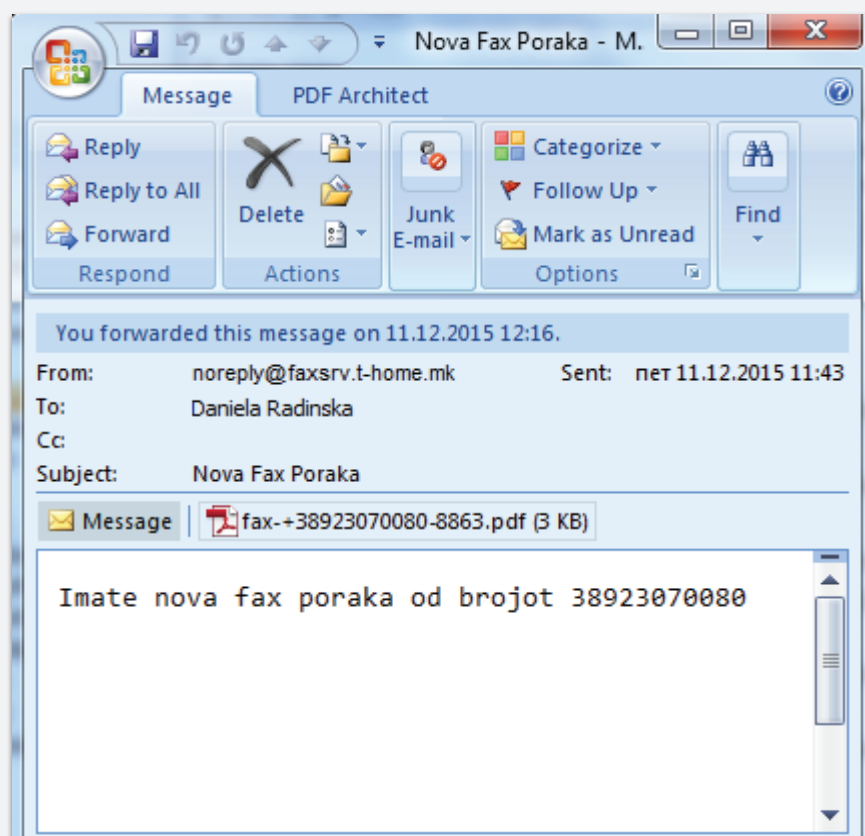 Nova Fax Poraka - M.
Message PDF Architect
Reply
Reply to All
Forward
Respond
Delete
Actions
Junk
E-mail
Categorize
Follow Up
Mark as Unread
Options
Find
You forwarded this message on 11.12.2015 12:16.
From: noreply@faxsrv.t-home.mk Sent: пет 11.12.2015 11:43
To: Daniela Radinska
Cc:
Subject: Nova Fax Poraka
Message fax-+38923070080-8863.pdf (3 KB)
Imate nova fax poraka od brojot 38923070080